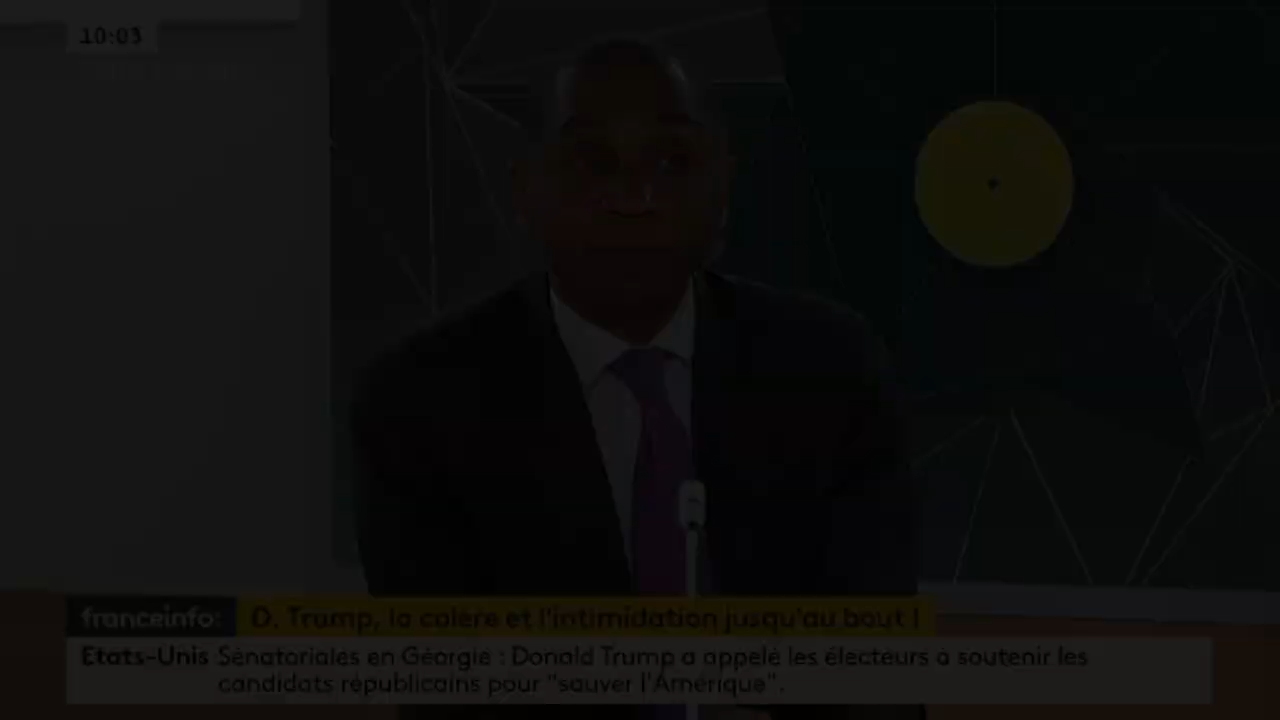 10:03
franceinfo: D. Trump, la colère et l'intimidation jusqu'au bout !
Etats-Unis Sénatoriales en Géorgie : Donald Trump a appelé les électeurs à soutenir les
candidats républicains pour "sauver l'Amérique".